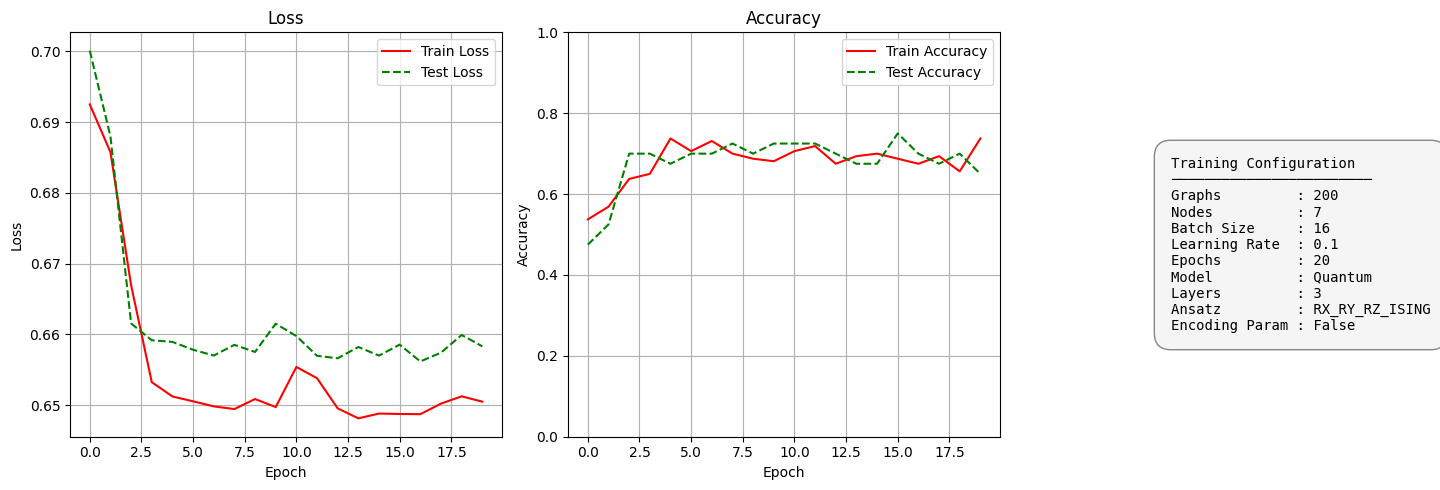 Loss
Train Loss
Test Loss
0.70
0.69
0.68
0.67
0.66
0.65
Loss
0.0 2.5 5.0 7.5 10.0 12.5 15.0 17.5
Epoch
Accuracy
Train Accuracy
Test Accuracy
1.0
0.8
0.6
0.4
0.2
0.0
Accuracy
0.0 2.5 5.0 7.5 10.0 12.5 15.0 17.5
Epoch
Training Configuration
Graphs : 200
Nodes : 7
Batch Size : 16
Learning Rate : 0.1
Epochs : 20
Model : Quantum
Layers : 3
Ansatz : RX_RY_RZ_ISING
Encoding Param : False